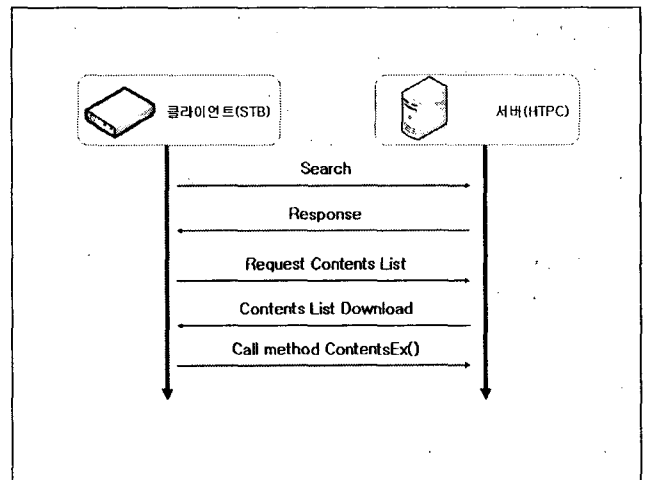 클라이언트(STB)
서버(HTPC)
Search
Response
Request Contents List
Contents List Download
Call method ContentsEx()